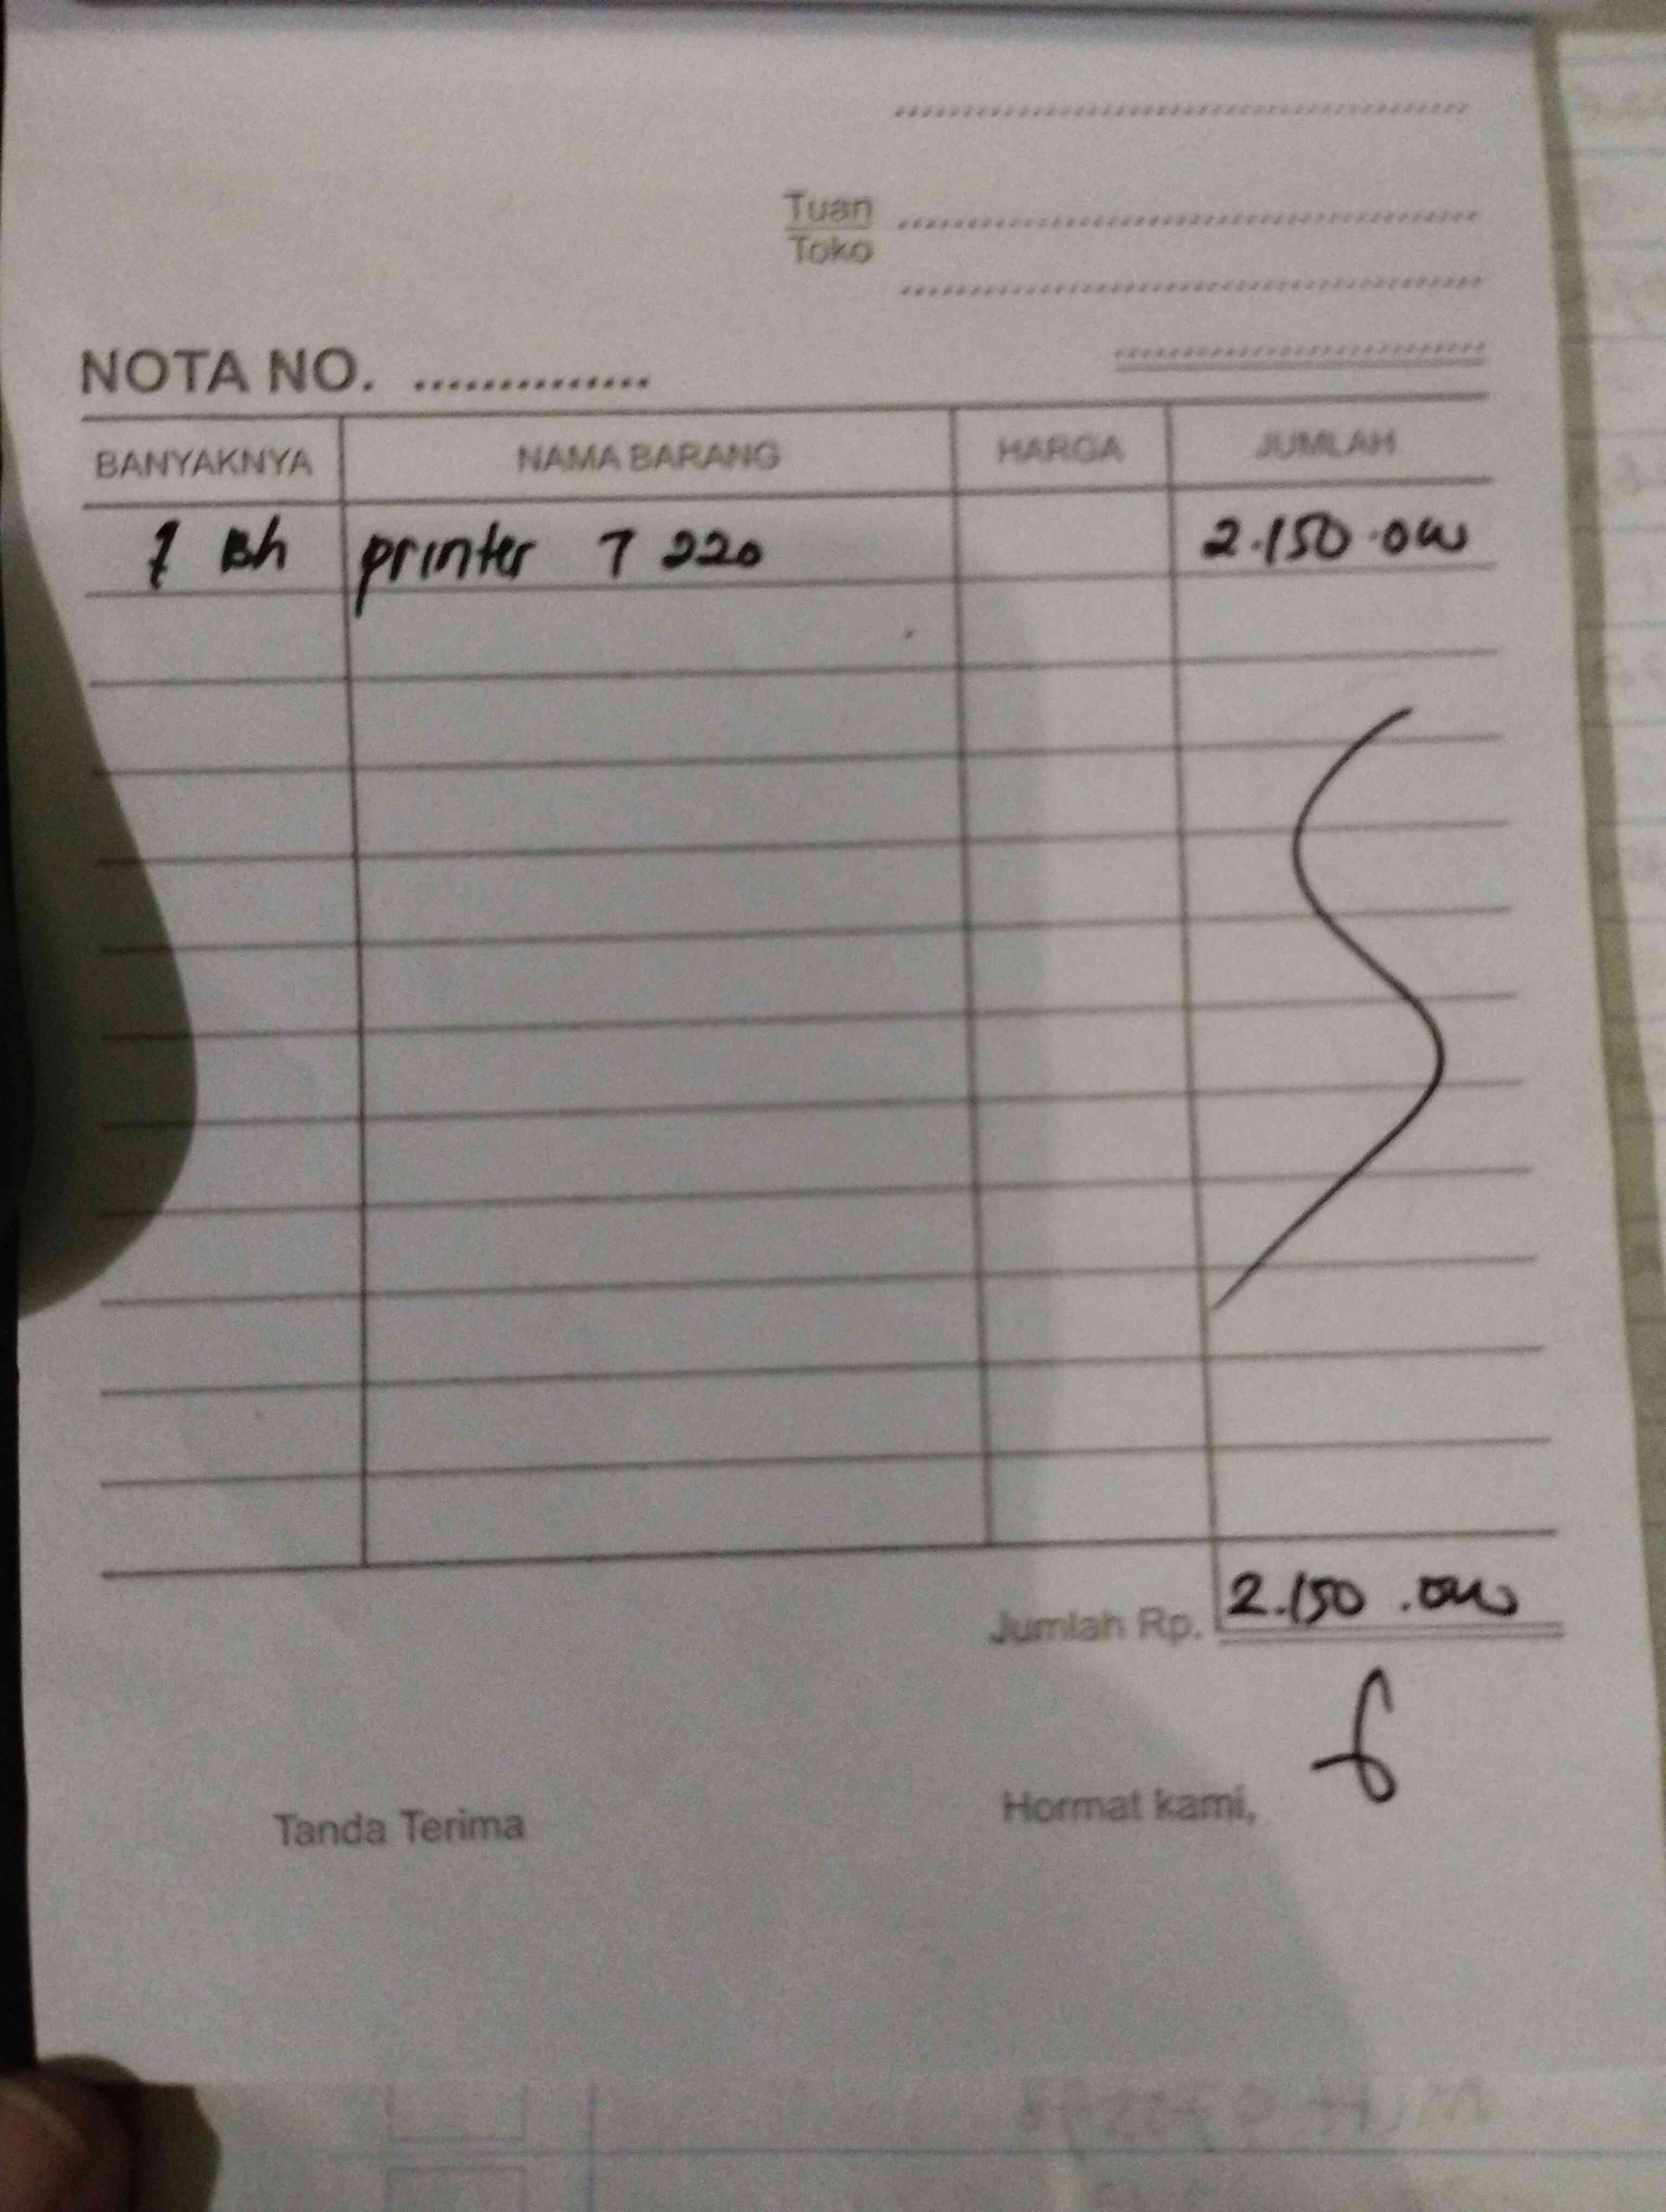 Tuan
Toko
NOTA NO. ..............
BANYAKNYA NAMA BARANG HARGA JUMLAH
1 Bh printer T 220 2.150.000
Jumlah Rp. 2.150.000
Hormat kami,
Tanda Terima